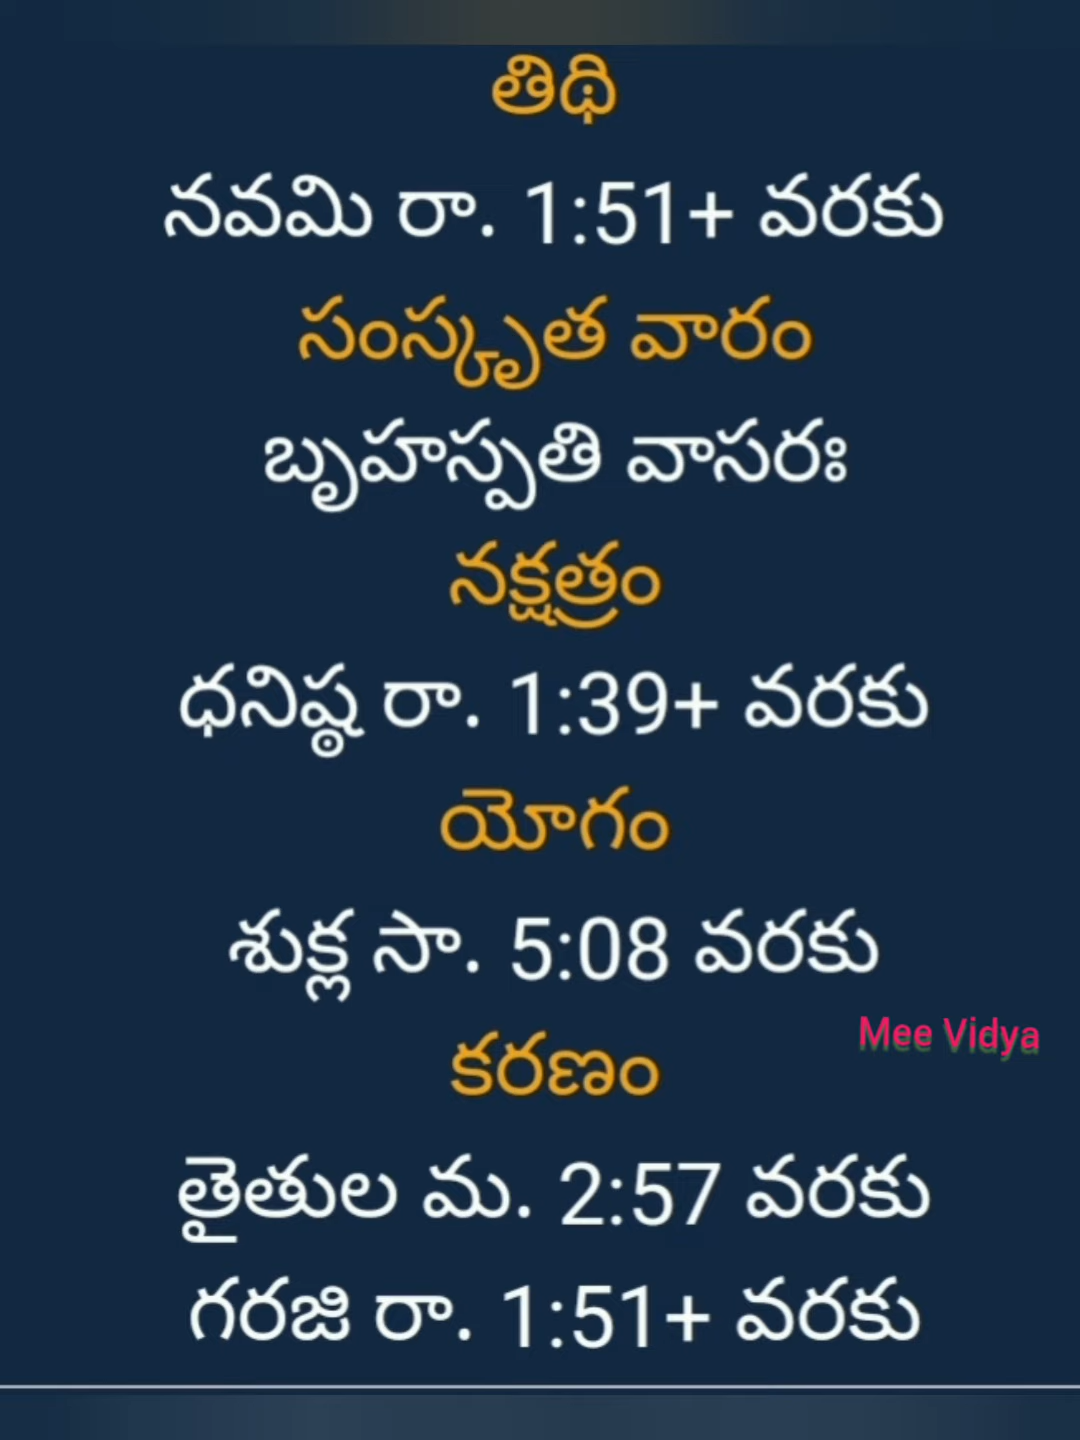 తిథి
నవమి రా. 1:51+ వరకు
సంస్కృత వారం
బృహస్పతి వాసరః
నక్షత్రం
ధనిష్ఠ రా. 1:39+ వరకు
యోగం
శుక్ల సా. 5:08 వరకు
Mee Vidya
కరణం
తైతుల మ. 2:57 వరకు
గరజి రా. 1:51+ వరకు